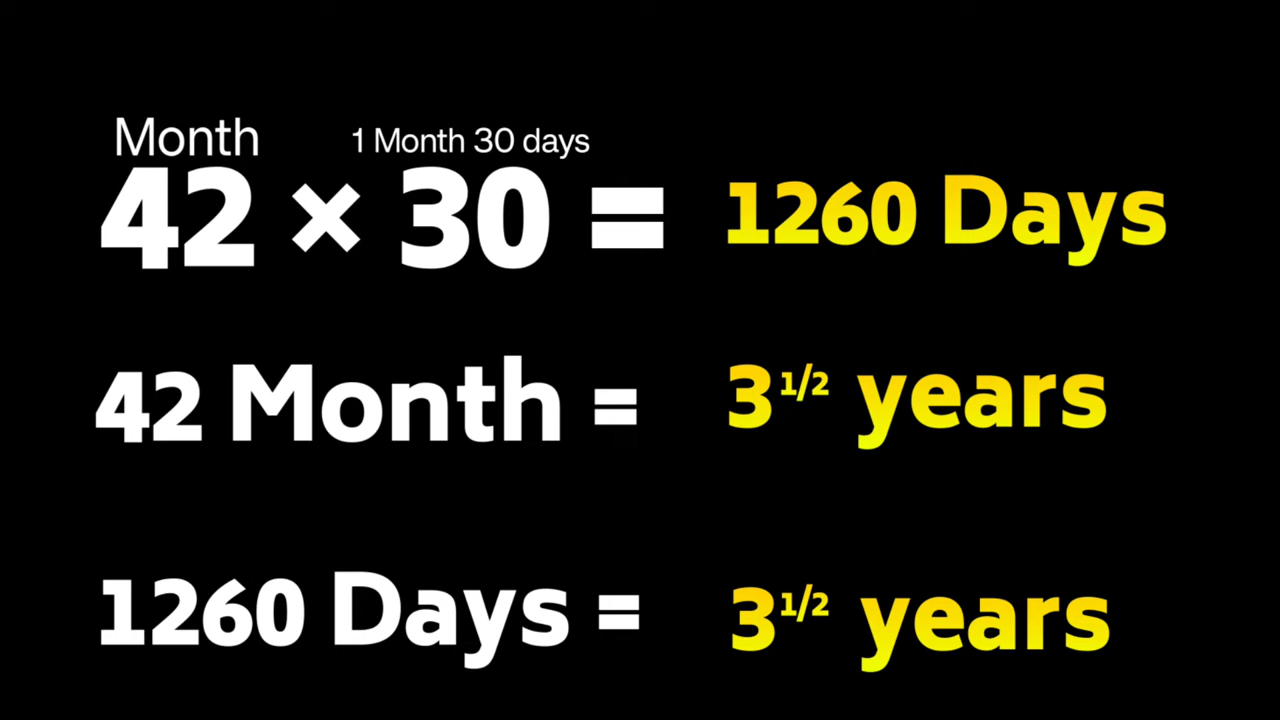 Month 1 Month 30 days
42 × 30 = 1260 Days
42 Month = 3 1/2 years
1260 Days = 3 1/2 years